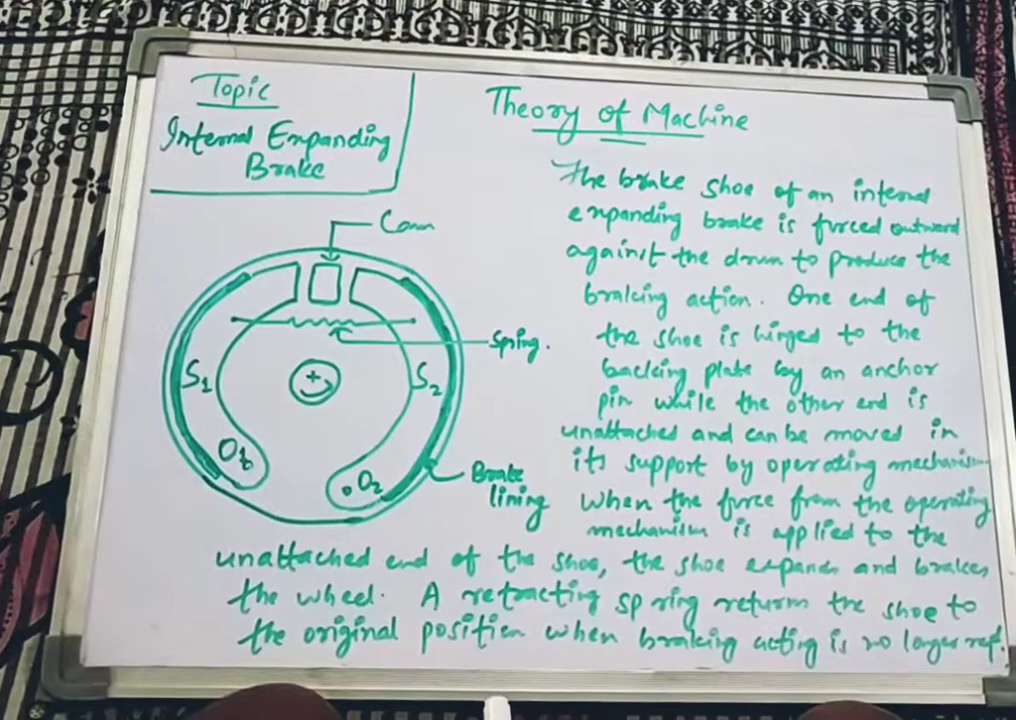 Topic
Internal Expanding
Brake
Theory of Machine
Cam
Spring.
S1
S2
O1
O2
Brake
lining
The brake shoe of an internal
expanding brake is forced outward
against the drum to produce the
braking action. One end of
the shoe is hinged to the
backing plate by an anchor
pin while the other end is
unattached and can be moved in
its support by operating mechanism
when the force from the operating
mechanism is applied to the
unattached end of the shoe, the shoe expands and brakes
the wheel. A retracting spring return the shoe to
the original position when braking acting is no longer req.